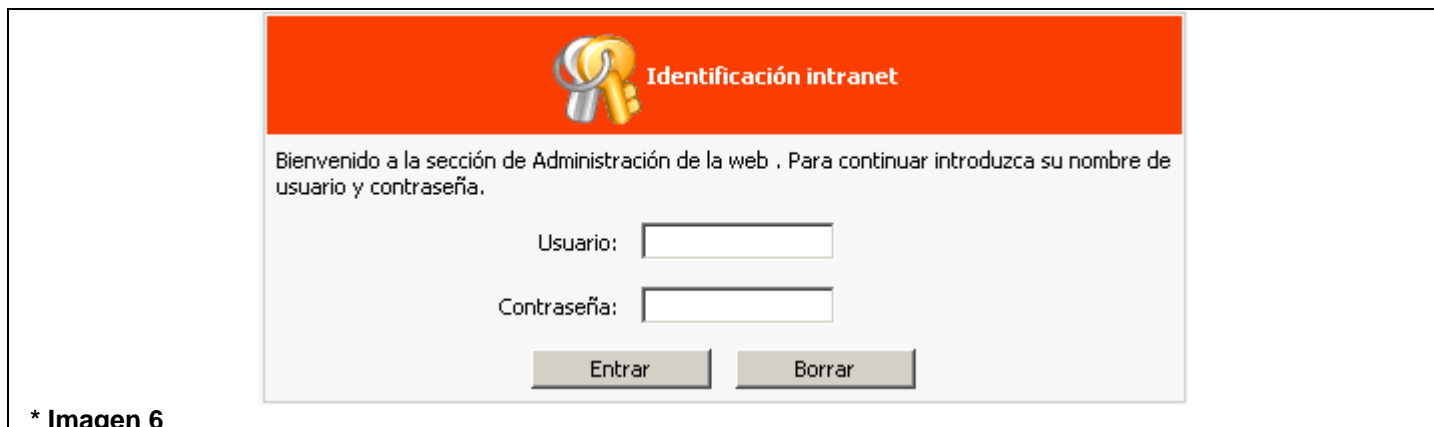 Identificación intranet
Bienvenido a la sección de Administración de la web . Para continuar introduzca su nombre de
usuario y contraseña.
Usuario:
Contraseña:
Entrar Borrar
* Imagen 6